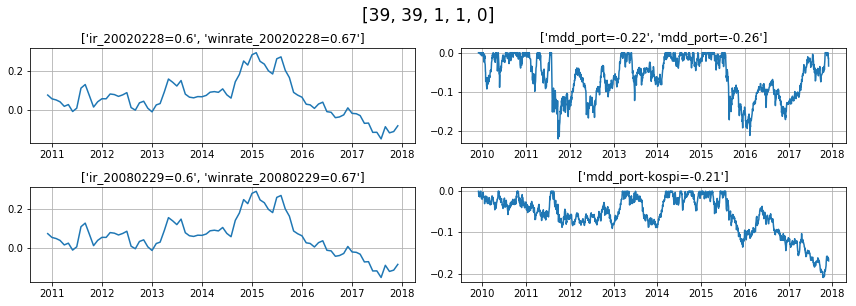 [39, 39, 1, 1, 0]
['ir_20020228=0.6', 'winrate_20020228=0.67']
0.2
0.0
2011 2012 2013 2014 2015 2016 2017 2018
['mdd_port=-0.22', 'mdd_port=-0.26']
0.0
−0.1
−0.2
2010 2011 2012 2013 2014 2015 2016 2017 2018
['ir_20080229=0.6', 'winrate_20080229=0.67']
0.2
0.0
2011 2012 2013 2014 2015 2016 2017 2018
['mdd_port-kospi=-0.21']
0.0
−0.1
−0.2
2010 2011 2012 2013 2014 2015 2016 2017 2018